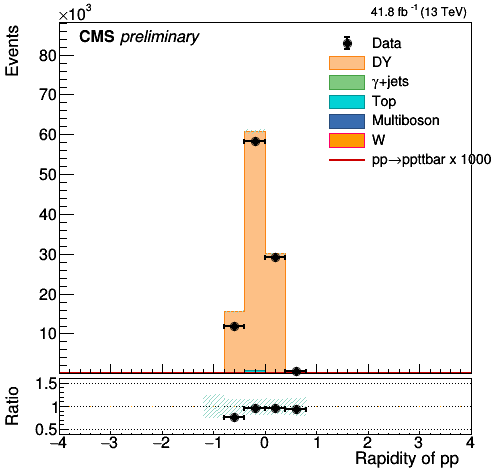 ×10³
41.8 fb⁻¹ (13 TeV)
Events
CMS preliminary
Data
DY
γ+jets
Top
Multiboson
W
pp→ppttbar x 1000
80
70
60
50
40
30
20
10
Ratio
1.5
1
0.5
−4 −3 −2 −1 0 1 2 3 4
Rapidity of pp